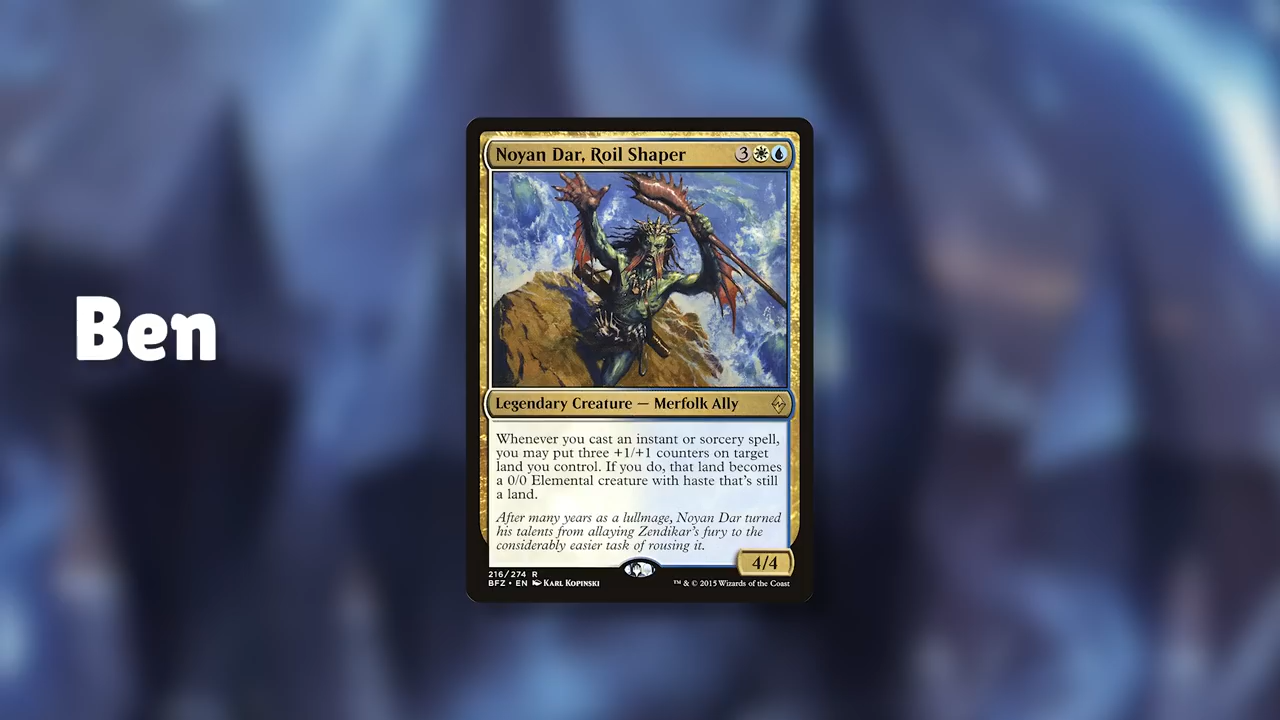 Ben
Noyan Dar, Roil Shaper 3
Legendary Creature — Merfolk Ally
Whenever you cast an instant or sorcery spell,
you may put three +1/+1 counters on target
land you control. If you do, that land becomes
a 0/0 Elemental creature with haste that's still
a land.
After many years as a lullmage, Noyan Dar turned
his talents from allaying Zendikar's fury to the
considerably easier task of rousing it.
4/4
216/274 R
BFZ • EN Karl Kopinski
™ & © 2015 Wizards of the Coast